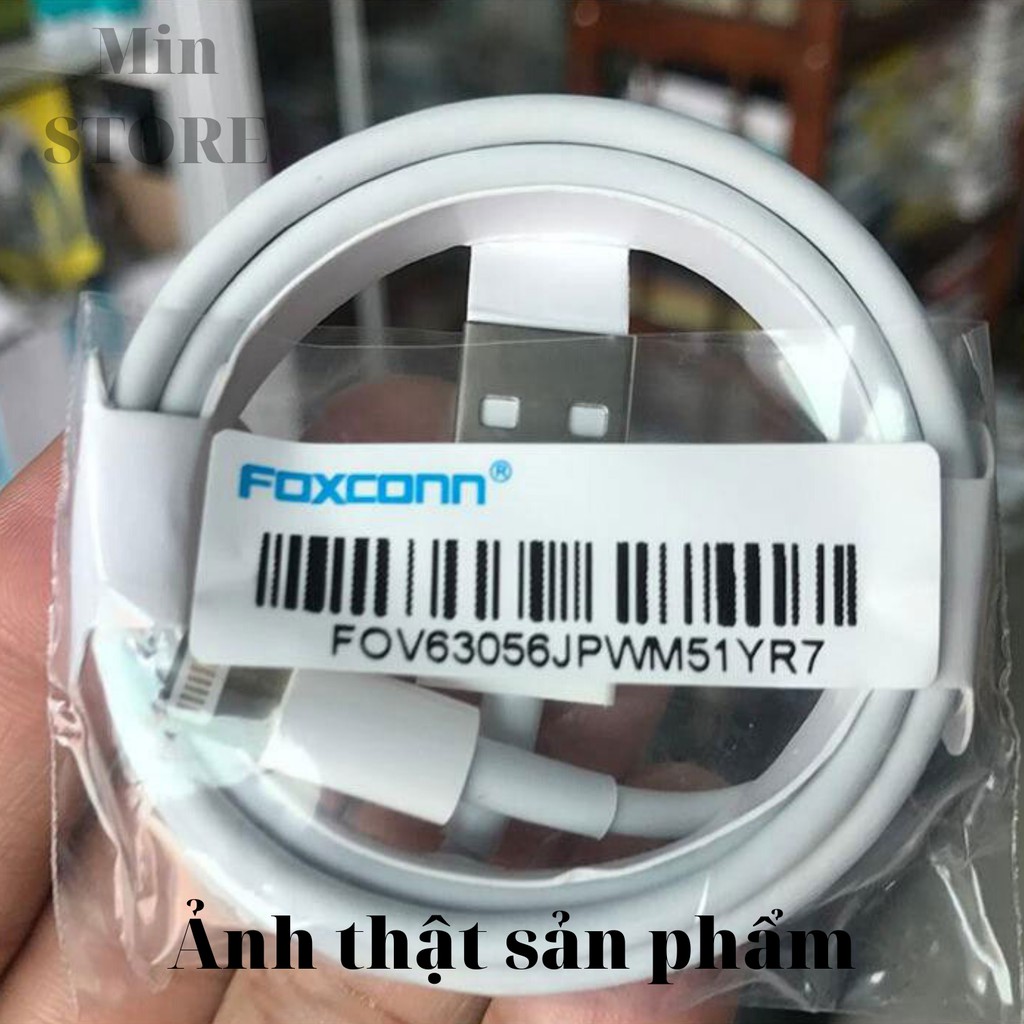 Min
STORE
FOXCONN®
FOV63056JPWM51YR7
Ảnh thật sản phẩm